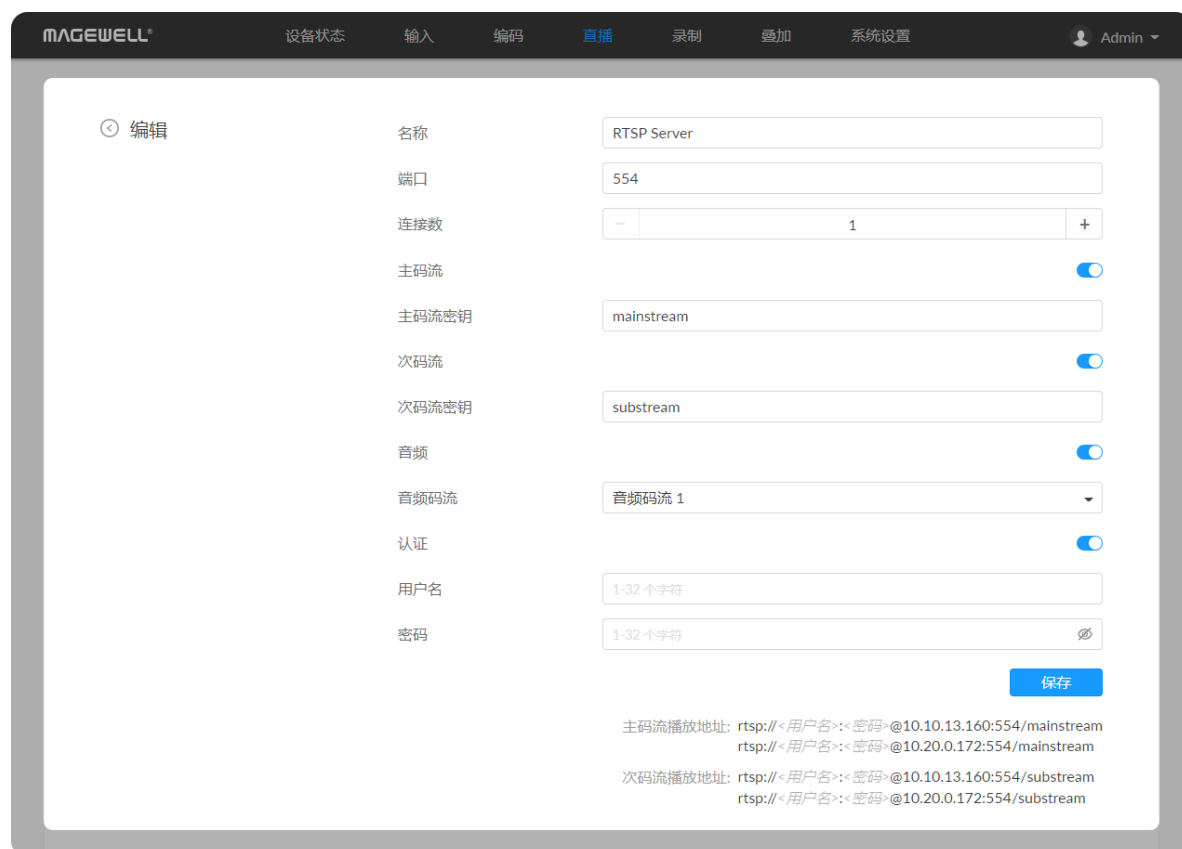 MAGEWELL®
设备状态 输入 编码 直播 录制 叠加 系统设置 Admin
编辑
名称 RTSP Server
端口 554
连接数 − 1 +
主码流
主码流密钥 mainstream
次码流
次码流密钥 substream
音频
音频码流 音频码流 1
认证
用户名 1-32 个字符
密码 1-32 个字符
保存
主码流播放地址: rtsp://<用户名>:<密码>@10.10.13.160:554/mainstream
rtsp://<用户名>:<密码>@10.20.0.172:554/mainstream
次码流播放地址: rtsp://<用户名>:<密码>@10.10.13.160:554/substream
rtsp://<用户名>:<密码>@10.20.0.172:554/substream